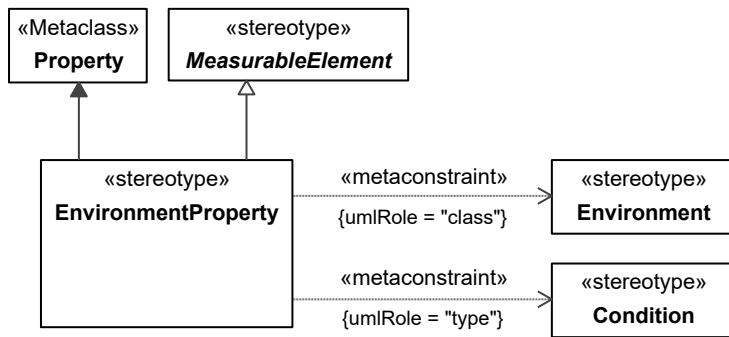 «Metaclass»
Property
«stereotype»
MeasurableElement
«stereotype»
EnvironmentProperty
«metaconstraint»
{umlRole = "class"}
«stereotype»
Environment
«metaconstraint»
{umlRole = "type"}
«stereotype»
Condition